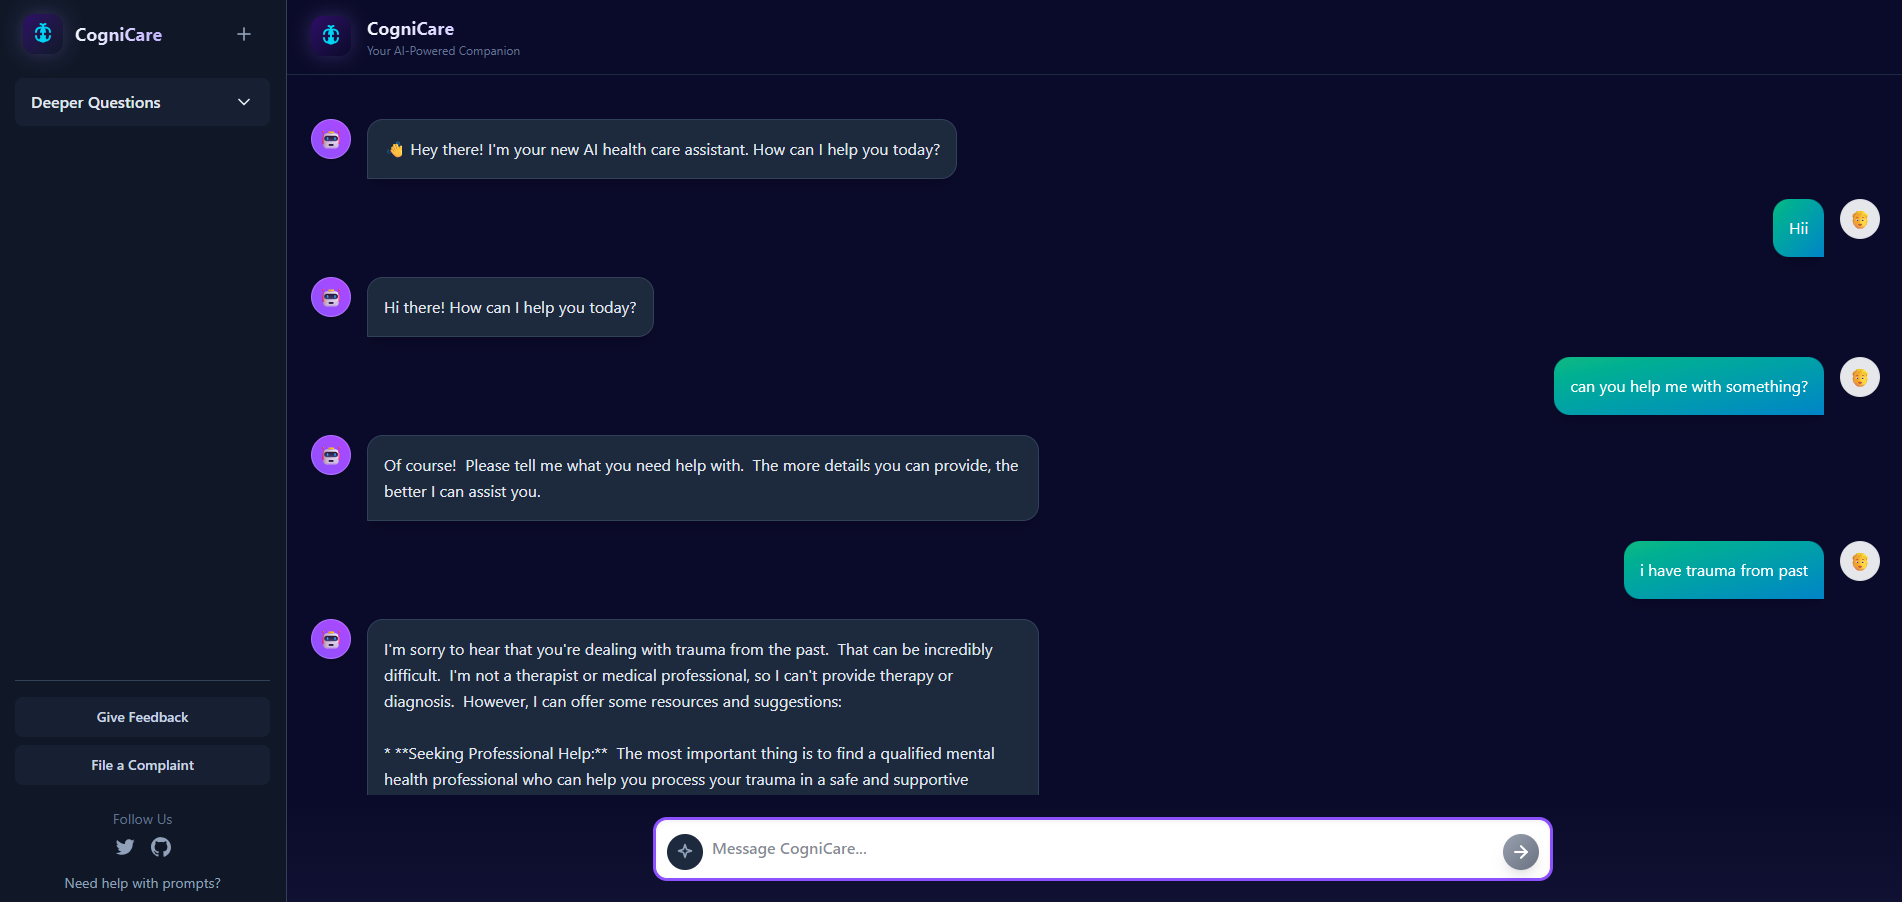 CogniCare
Deeper Questions
Give Feedback
File a Complaint
Follow Us
Need help with prompts?
CogniCare
Your AI-Powered Companion
👋 Hey there! I'm your new AI health care assistant. How can I help you today?
Hii
Hi there! How can I help you today?
can you help me with something?
Of course!  Please tell me what you need help with.  The more details you can provide, the
better I can assist you.
i have trauma from past
I'm sorry to hear that you're dealing with trauma from the past.  That can be incredibly
difficult.  I'm not a therapist or medical professional, so I can't provide therapy or
diagnosis.  However, I can offer some resources and suggestions:
* **Seeking Professional Help:**  The most important thing is to find a qualified mental
health professional who can help you process your trauma in a safe and supportive
Message CogniCare...